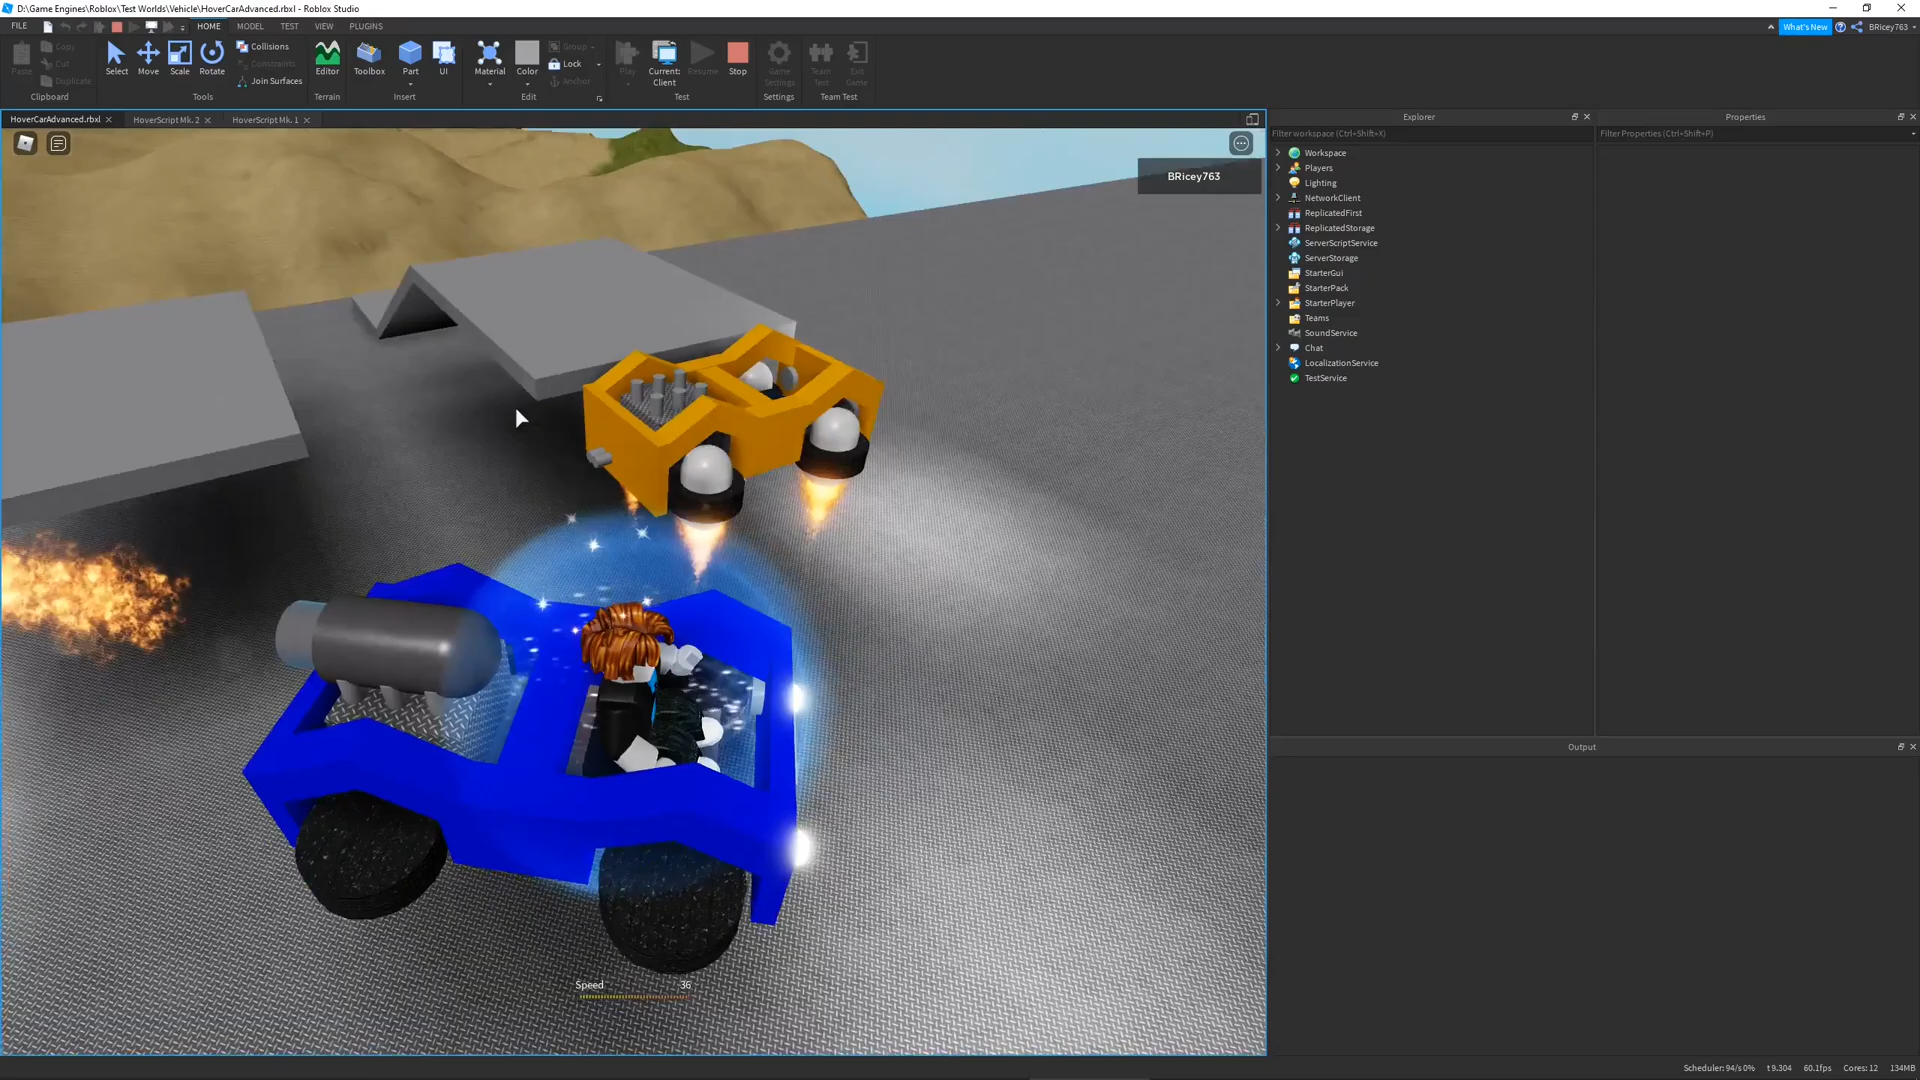 D:\Game Engines\Roblox\Test Worlds\Vehicle\HoverCarAdvanced.rbxl - Roblox Studio
FILE HOME MODEL TEST VIEW PLUGINS What's New BRicey763
Paste Copy Cut Duplicate
Clipboard
Select Move Scale Rotate Collisions Constraints Join Surfaces
Tools
Editor
Terrain
Toolbox Part UI
Insert
Material Color Group Lock Anchor
Edit
Play Current: Client Resume Stop
Test
Game Settings
Settings
Team Test Exit Game
Team Test
HoverCarAdvanced.rbxl HoverScript Mk. 2 HoverScript Mk. 1
BRicey763
Speed 36
Explorer
Filter workspace (Ctrl+Shift+X)
Workspace
Players
Lighting
NetworkClient
ReplicatedFirst
ReplicatedStorage
ServerScriptService
ServerStorage
StarterGui
StarterPack
StarterPlayer
Teams
SoundService
Chat
LocalizationService
TestService
Properties
Filter Properties (Ctrl+Shift+P)
Output
Scheduler: 94/s 0% t 9.304 60.1fps Cores: 12 134MB